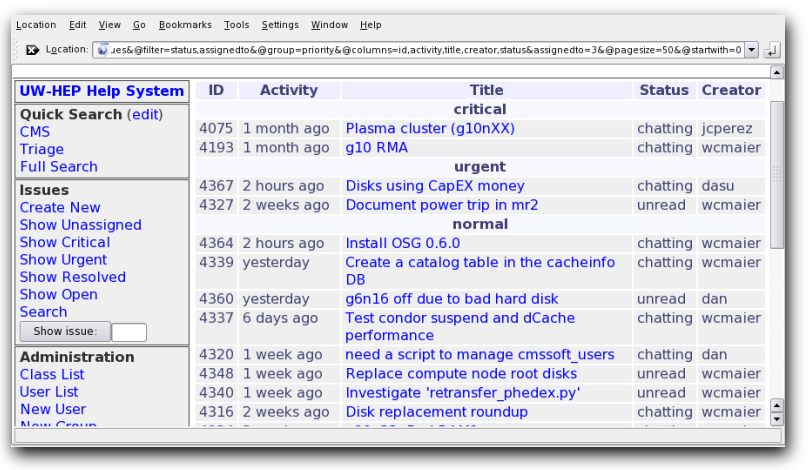 Location Edit View Go Bookmarks Tools Settings Window Help
Location: ues&@filter=status,assignedto&@group=priority&@columns=id,activity,title,creator,status&assignedto=3&@pagesize=50&@startwith=0
UW-HEP Help System
Quick Search (edit)
CMS
Triage
Full Search
Issues
Create New
Show Unassigned
Show Critical
Show Urgent
Show Resolved
Show Open
Search
Show issue:
Administration
Class List
User List
New User
New Group
ID Activity Title Status Creator
critical
4075 1 month ago Plasma cluster (g10nXX) chatting jcperez
4193 1 month ago g10 RMA chatting wcmaier
urgent
4367 2 hours ago Disks using CapEX money chatting dasu
4327 2 weeks ago Document power trip in mr2 unread wcmaier
normal
4364 2 hours ago Install OSG 0.6.0 chatting wcmaier
4339 yesterday Create a catalog table in the cacheinfo chatting wcmaier
DB
4360 yesterday g6n16 off due to bad hard disk unread dan
4337 6 days ago Test condor suspend and dCache chatting wcmaier
performance
4320 1 week ago need a script to manage cmssoft_users chatting dan
4348 1 week ago Replace compute node root disks unread wcmaier
4340 1 week ago Investigate 'retransfer_phedex.py' unread wcmaier
4316 2 weeks ago Disk replacement roundup chatting wcmaier